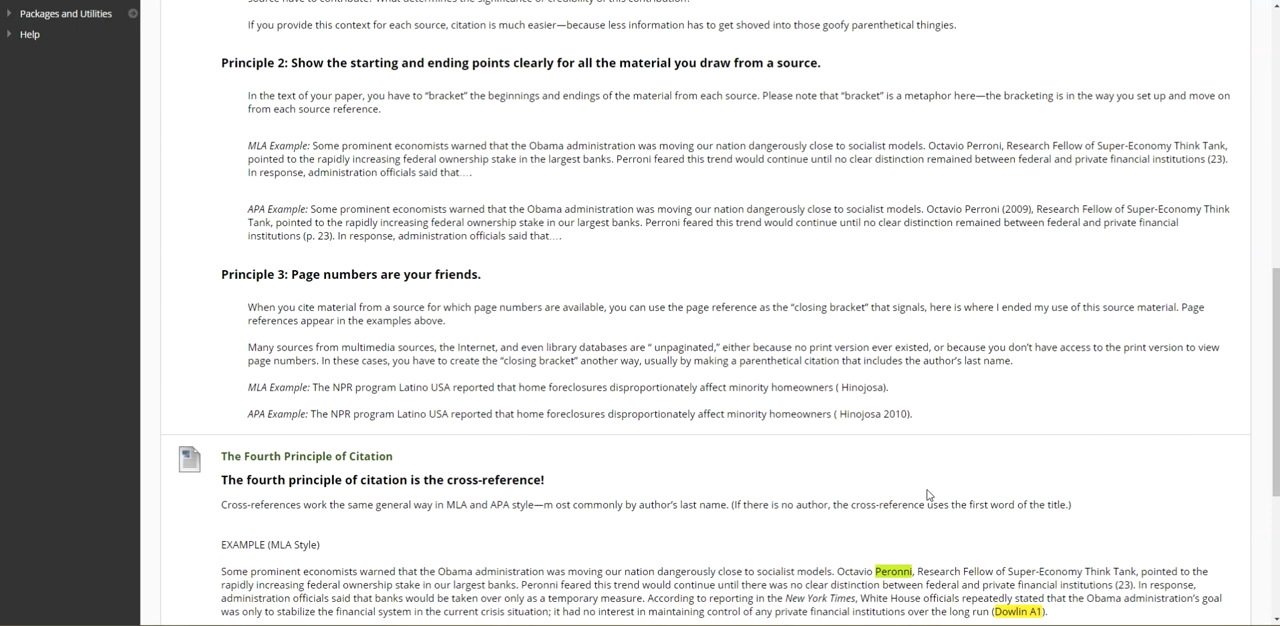 Packages and Utilities
Help
If you provide this context for each source, citation is much easier—because less information has to get shoved into those goofy parenthetical thingies.
Principle 2: Show the starting and ending points clearly for all the material you draw from a source.
In the text of your paper, you have to “bracket” the beginnings and endings of the material from each source. Please note that “bracket” is a metaphor here—the bracketing is in the way you set up and move on
from each source reference.
MLA Example: Some prominent economists warned that the Obama administration was moving our nation dangerously close to socialist models. Octavio Perroni, Research Fellow of Super-Economy Think Tank,
pointed to the rapidly increasing federal ownership stake in the largest banks. Perroni feared this trend would continue until no clear distinction remained between federal and private financial institutions (23).
In response, administration officials said that….
APA Example: Some prominent economists warned that the Obama administration was moving our nation dangerously close to socialist models. Octavio Perroni (2009), Research Fellow of Super-Economy Think
Tank, pointed to the rapidly increasing federal ownership stake in our largest banks. Perroni feared this trend would continue until no clear distinction remained between federal and private financial
institutions (p. 23). In response, administration officials said that….
Principle 3: Page numbers are your friends.
When you cite material from a source for which page numbers are available, you can use the page reference as the “closing bracket” that signals, here is where I ended my use of this source material. Page
references appear in the examples above.
Many sources from multimedia sources, the Internet, and even library databases are “ unpaginated,” either because no print version ever existed, or because you don’t have access to the print version to view
page numbers. In these cases, you have to create the “closing bracket” another way, usually by making a parenthetical citation that includes the author’s last name.
MLA Example: The NPR program Latino USA reported that home foreclosures disproportionately affect minority homeowners ( Hinojosa).
APA Example: The NPR program Latino USA reported that home foreclosures disproportionately affect minority homeowners ( Hinojosa 2010).
The Fourth Principle of Citation
The fourth principle of citation is the cross-reference!
Cross-references work the same general way in MLA and APA style—m ost commonly by author’s last name. (If there is no author, the cross-reference uses the first word of the title.)
EXAMPLE (MLA Style)
Some prominent economists warned that the Obama administration was moving our nation dangerously close to socialist models. Octavio Peronni, Research Fellow of Super-Economy Think Tank, pointed to the
rapidly increasing federal ownership stake in our largest banks. Perroni feared this trend would continue until there was no clear distinction between federal and private financial institutions (23). In response,
administration officials said that banks would be taken over only as a temporary measure. According to reporting in the New York Times, White House officials repeatedly stated that the Obama administration’s goal
was only to stabilize the financial system in the current crisis situation; it had no interest in maintaining control of any private financial institutions over the long run (Dowlin A1).